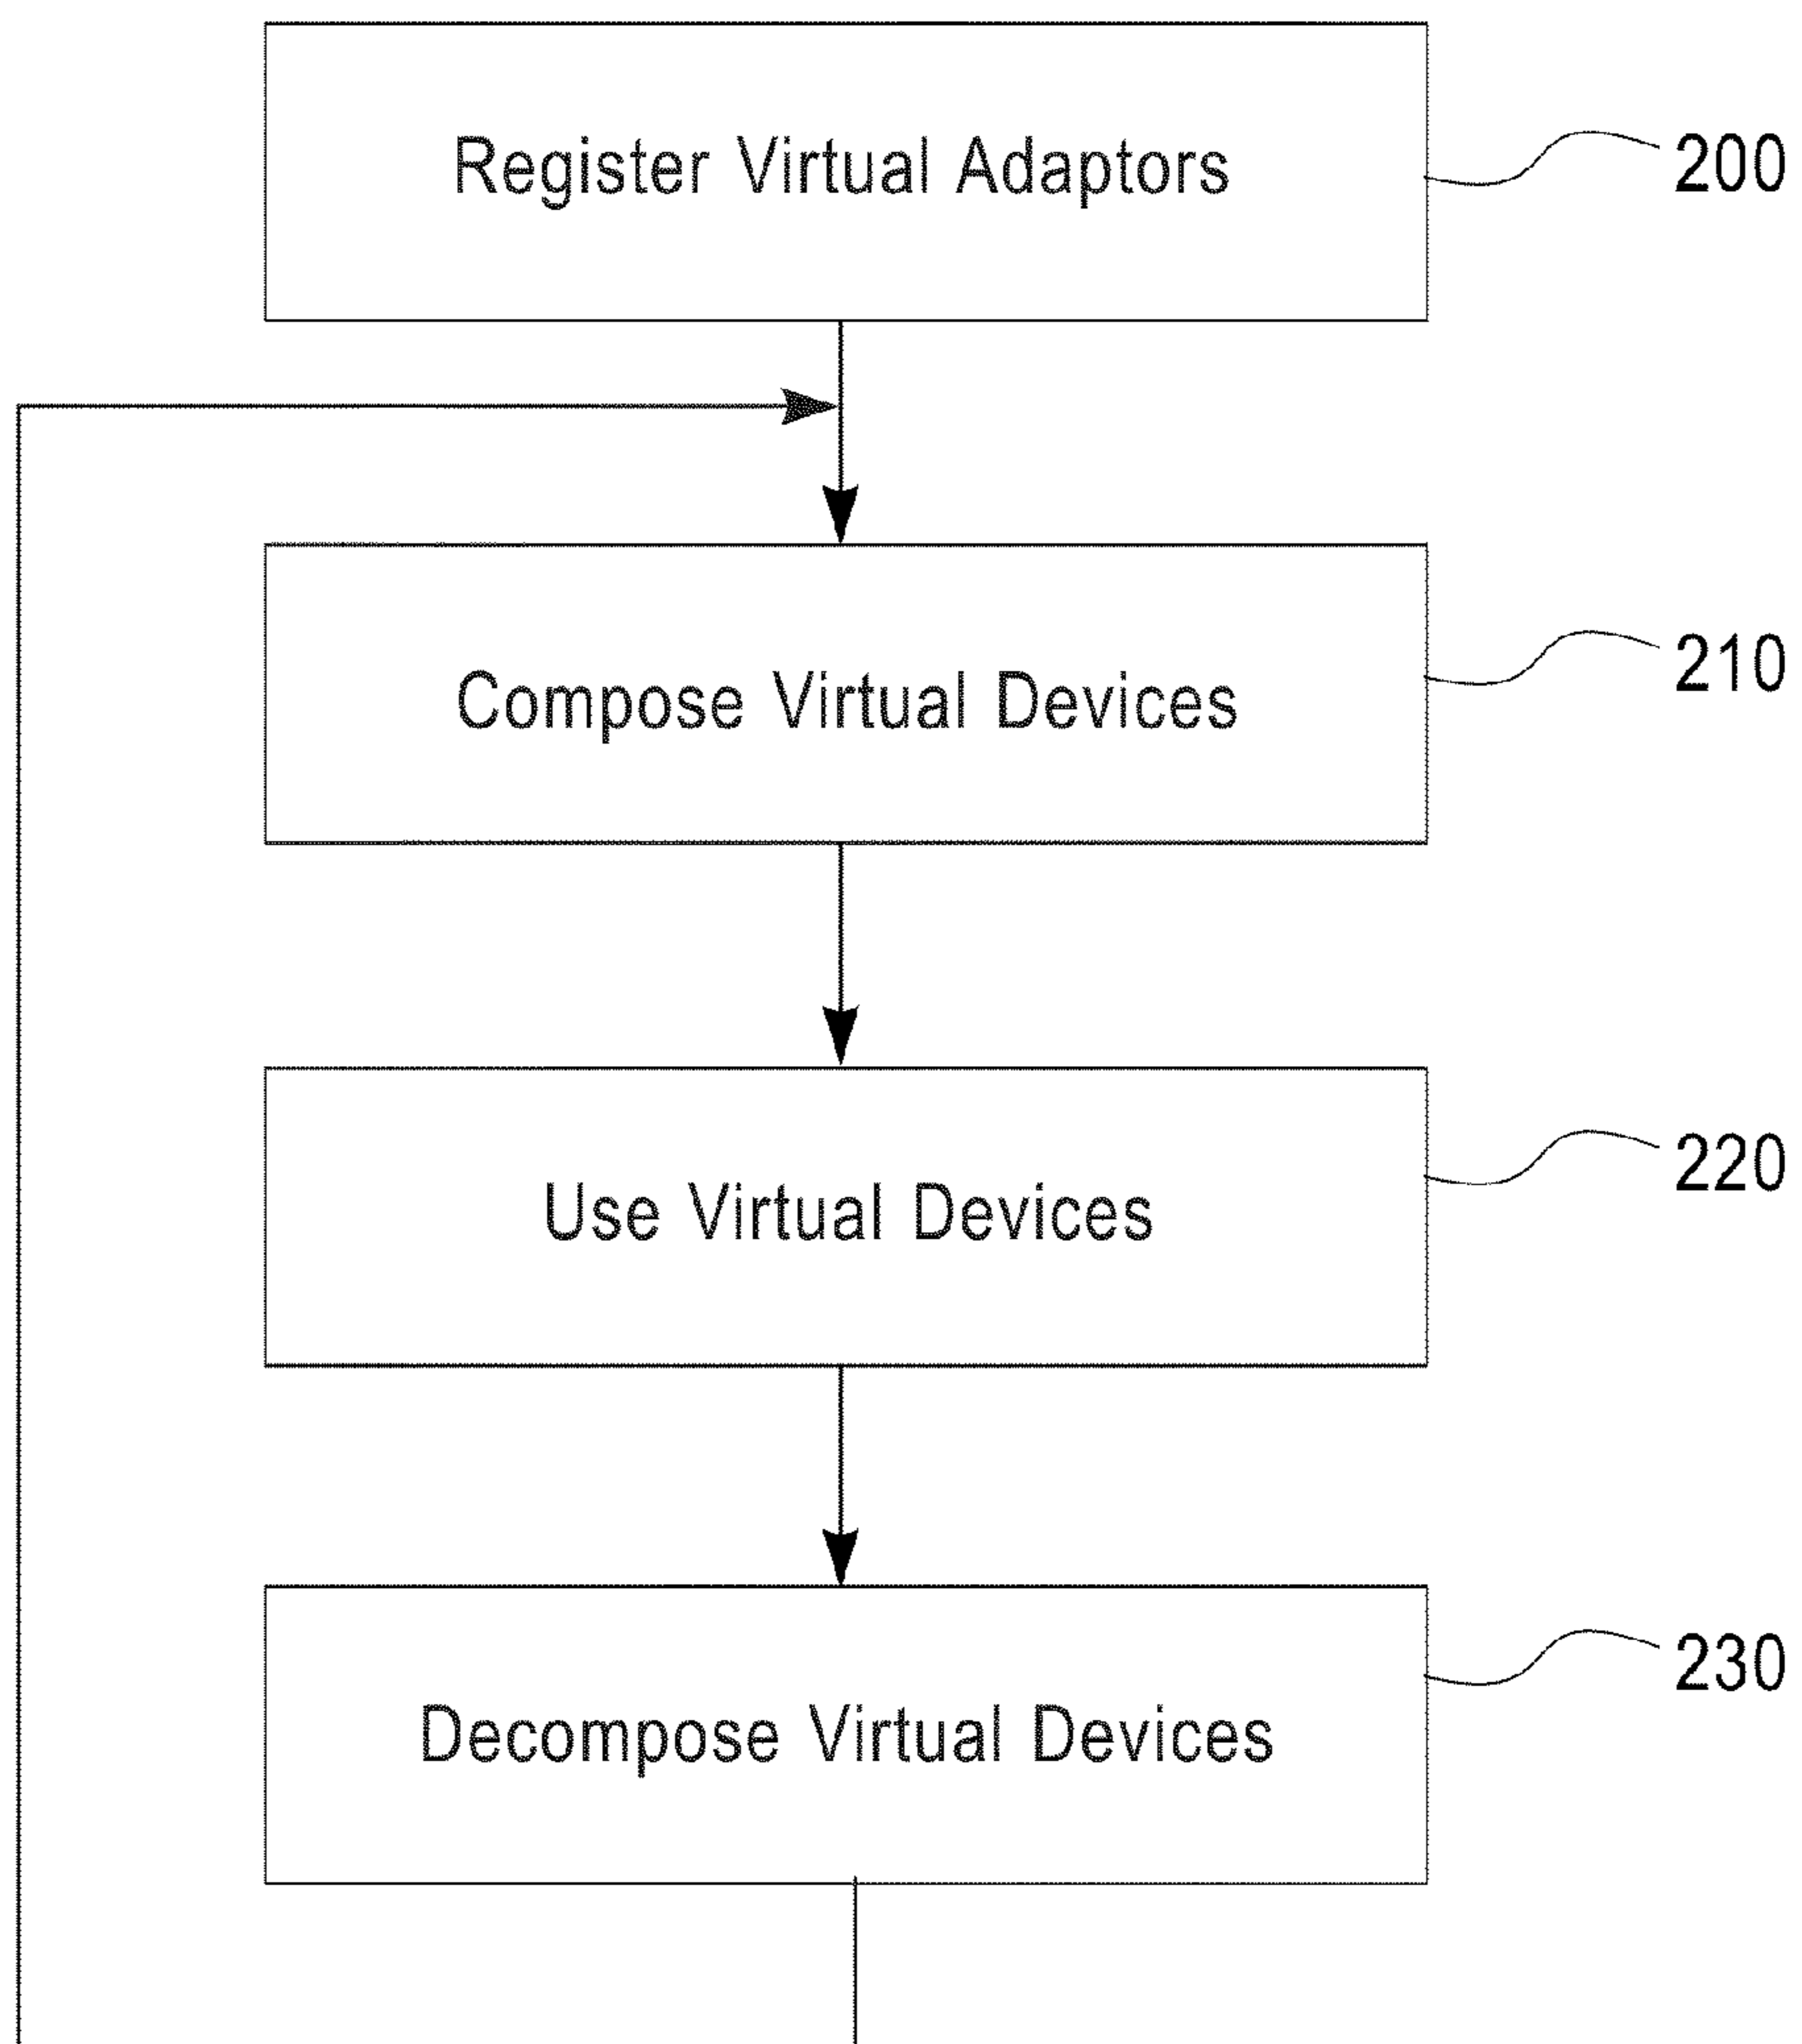 Register Virtual Adaptors
200
Compose Virtual Devices
210
Use Virtual Devices
220
Decompose Virtual Devices
230